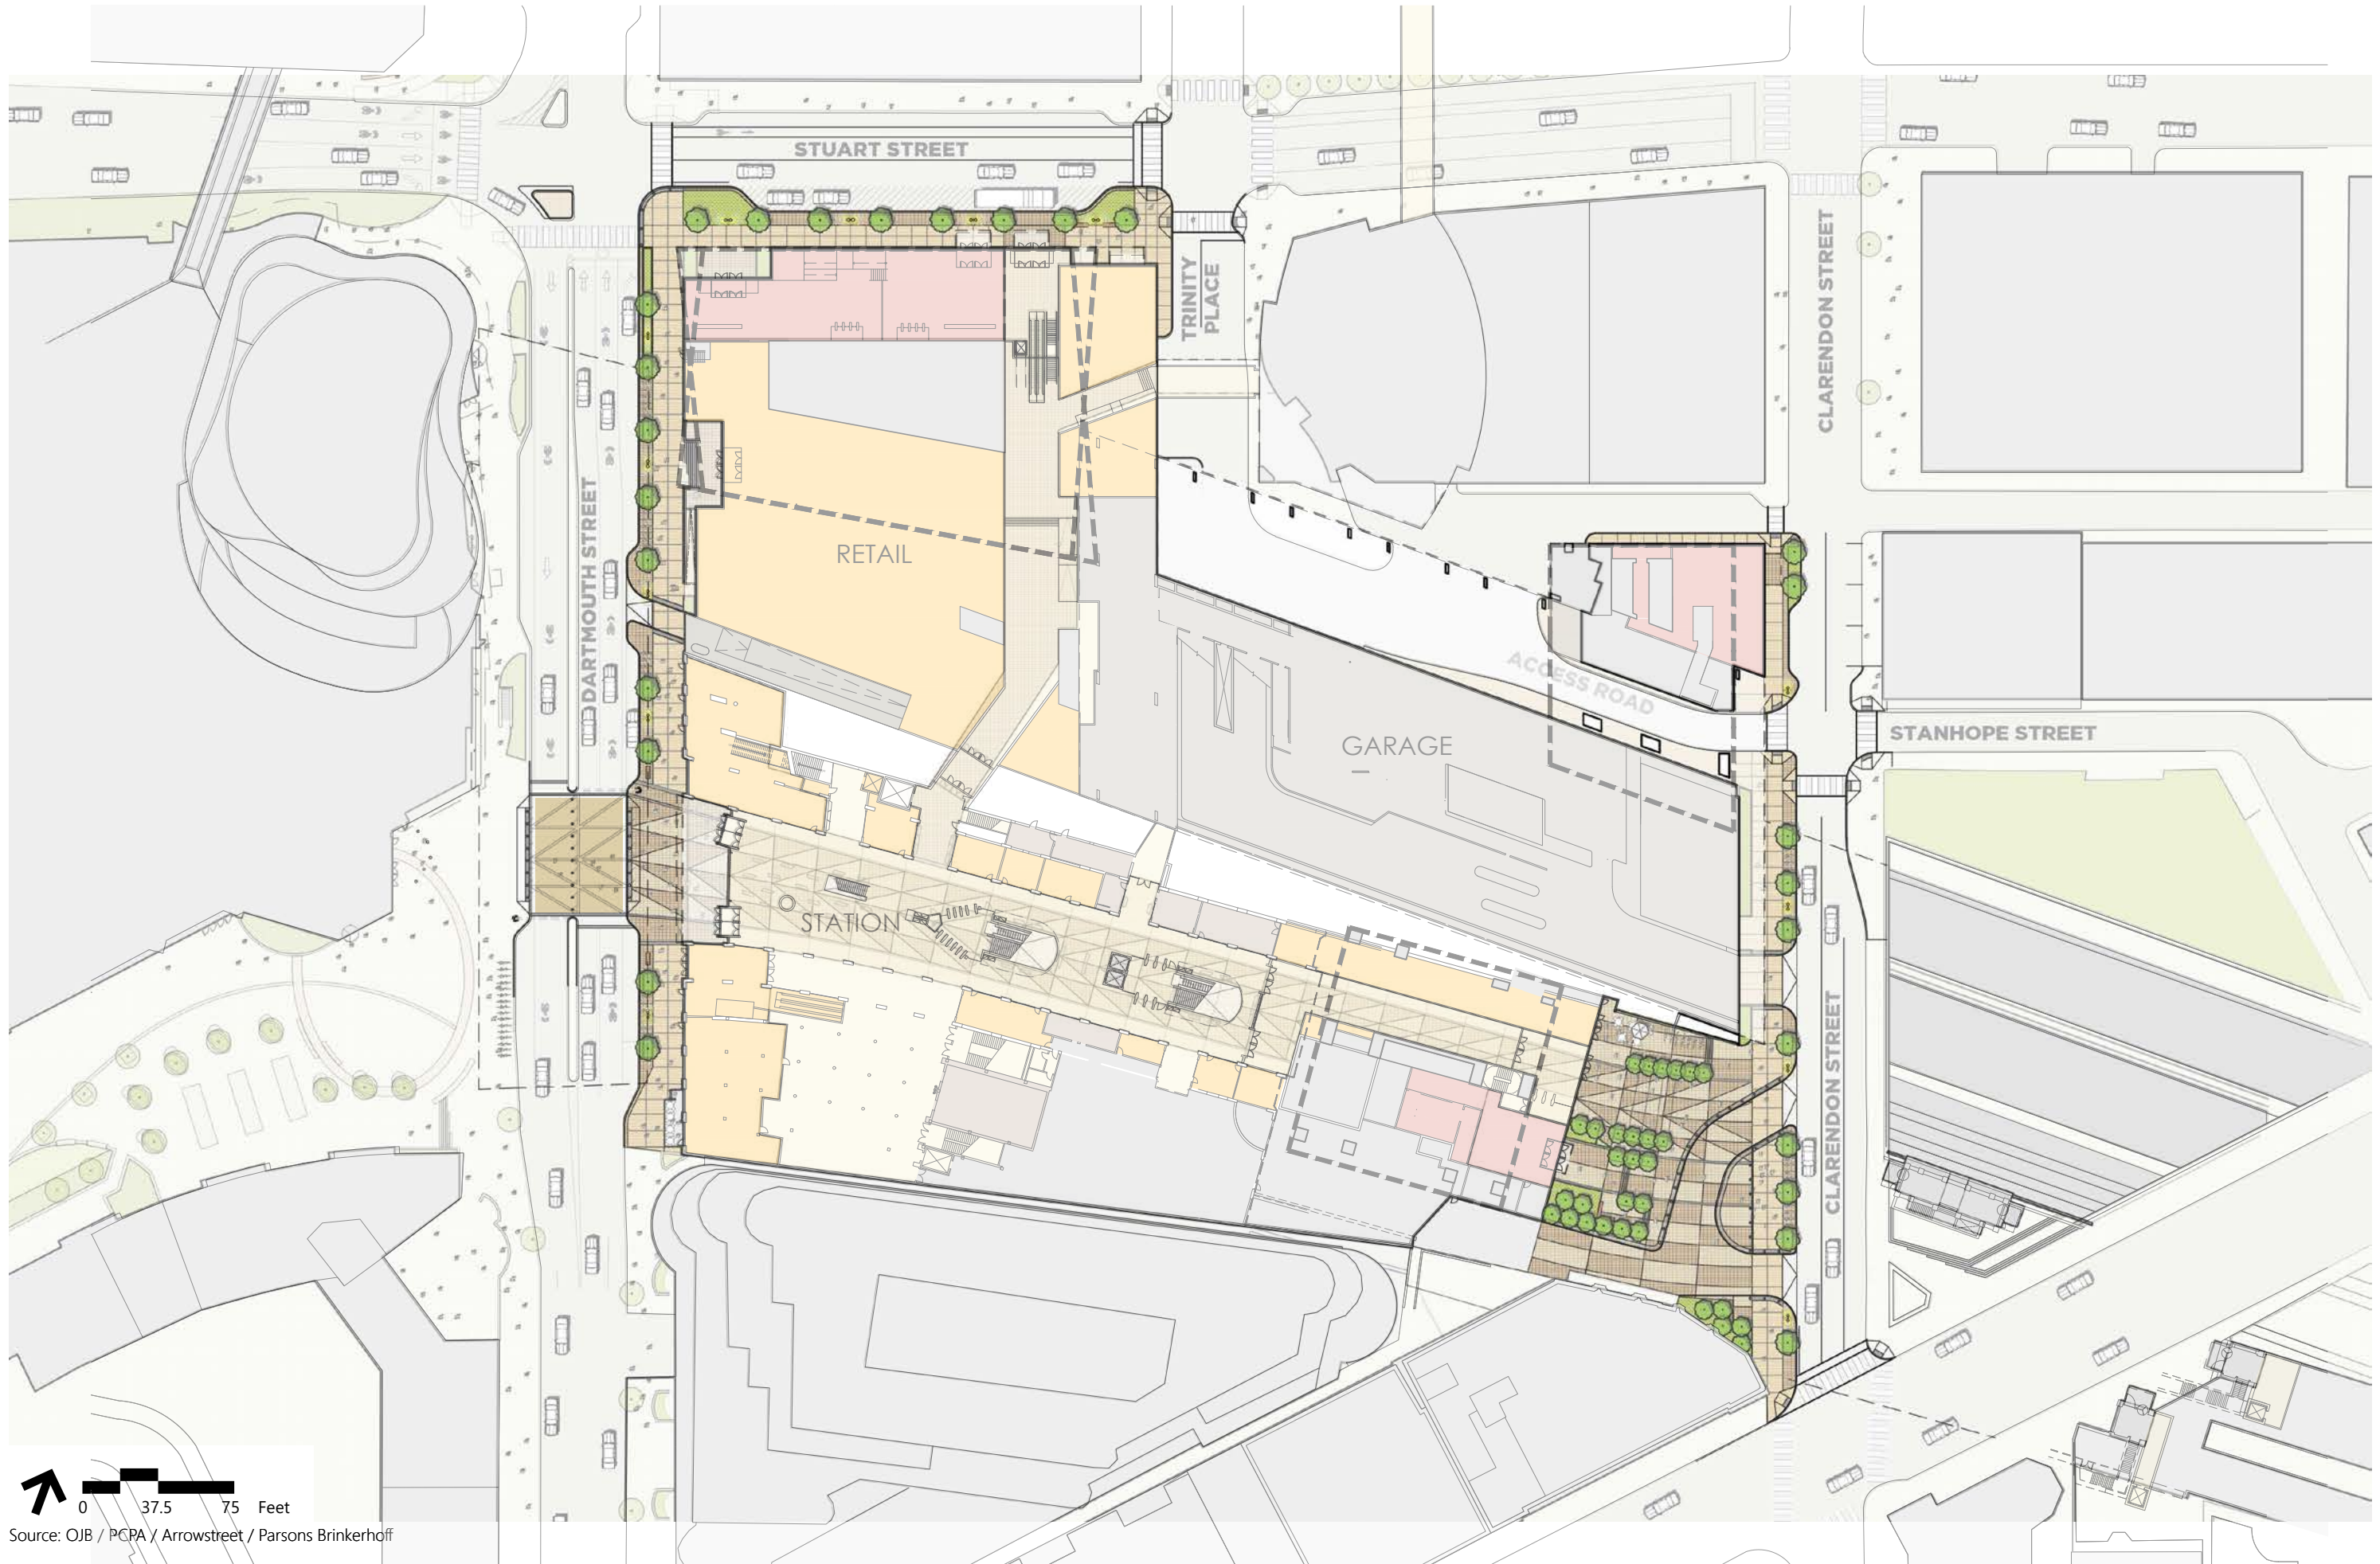 STUART STREET
TRINITY
PLACE
CLARENDON STREET
DARTMOUTH STREET
RETAIL
ACCESS ROAD
STANHOPE STREET
GARAGE
STATION
CLARENDON STREET
0 37.5 75 Feet
Source: OJB / PCPA / Arrowstreet / Parsons Brinkerhoff